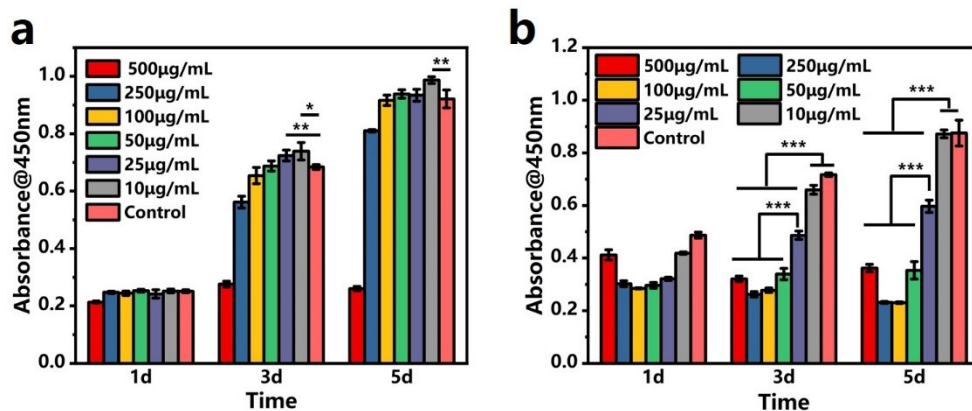 a
Absorbance@450nm
1.0
0.8
0.6
0.4
0.2
0.0
500μg/mL
250μg/mL
100μg/mL
50μg/mL
25μg/mL
10μg/mL
Control
*
**
**
1d 3d 5d
Time
b
Absorbance@450nm
1.2
1.0
0.8
0.6
0.4
0.2
0.0
500μg/mL 250μg/mL
100μg/mL 50μg/mL
25μg/mL 10μg/mL
Control
***
***
***
***
1d 3d 5d
Time